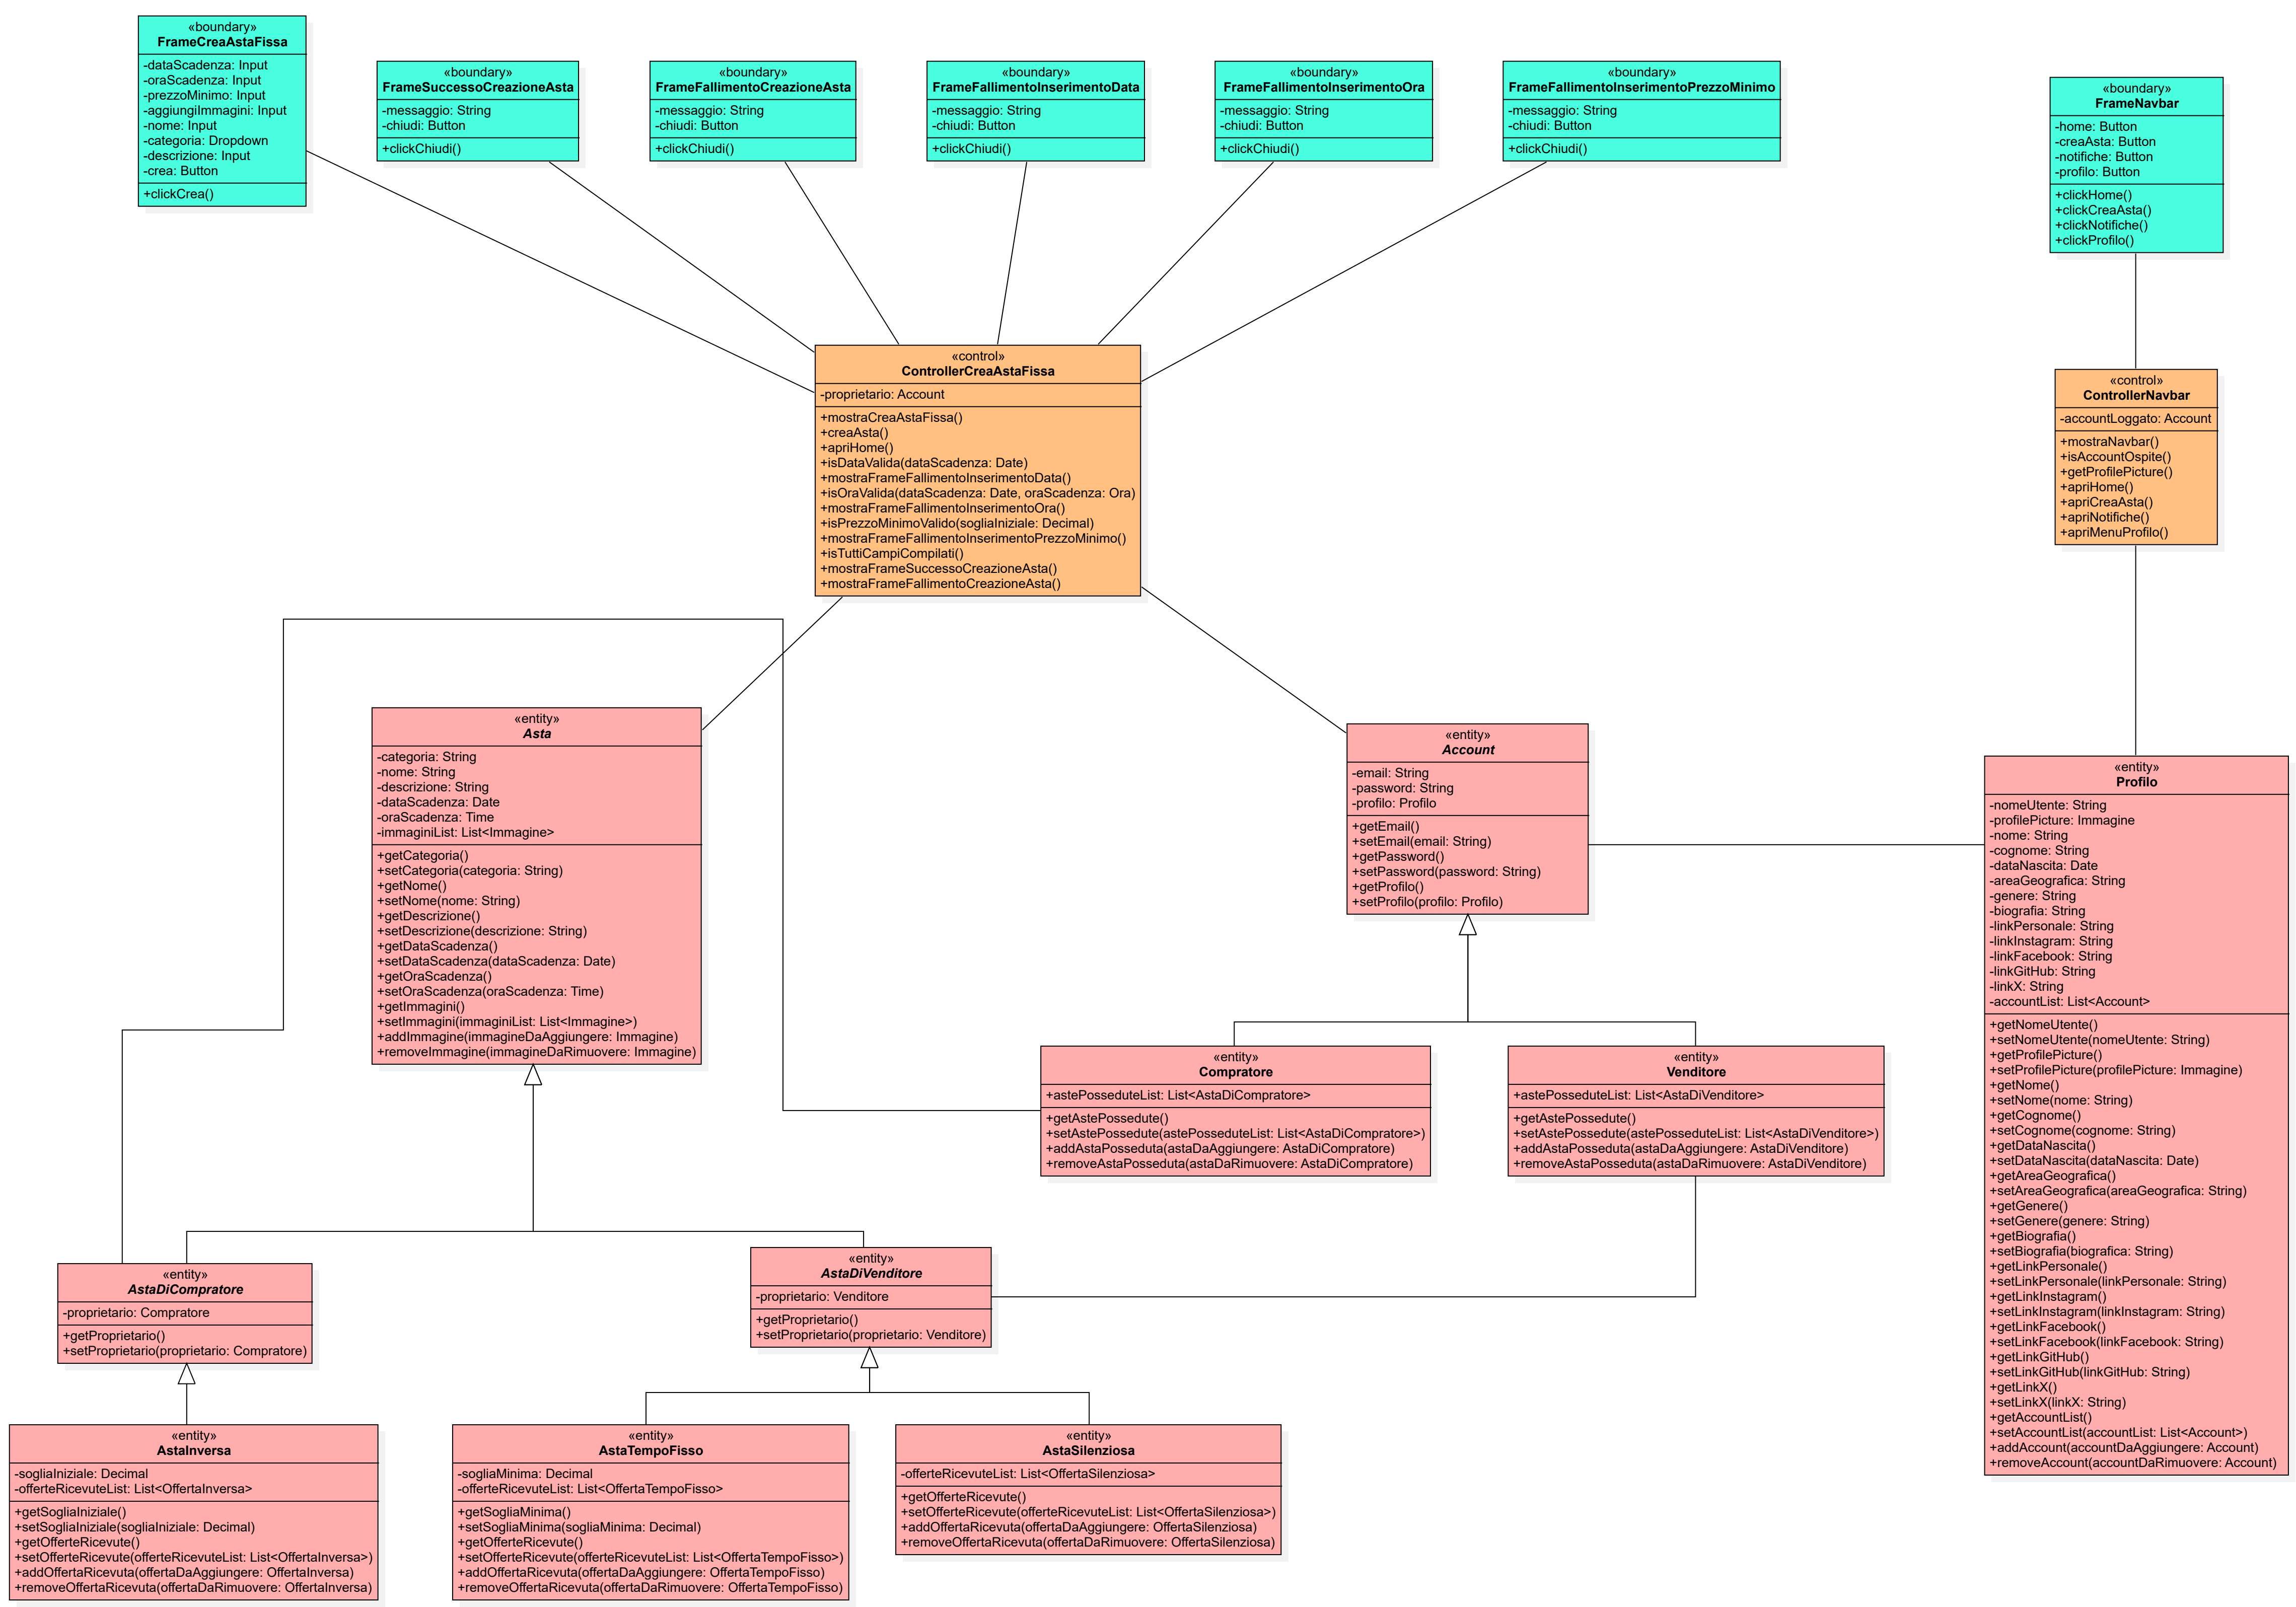 «boundary»
FrameCreaAstaFissa
-dataScadenza: Input
-oraScadenza: Input
-prezzoMinimo: Input
-aggiungiImmagini: Input
-nome: Input
-categoria: Dropdown
-descrizione: Input
-crea: Button
+clickCrea()
«boundary»
FrameSuccessoCreazioneAsta
-messaggio: String
-chiudi: Button
+clickChiudi()
«boundary»
FrameFallimentoCreazioneAsta
-messaggio: String
-chiudi: Button
+clickChiudi()
«boundary»
FrameFallimentoInserimentoData
-messaggio: String
-chiudi: Button
+clickChiudi()
«boundary»
FrameFallimentoInserimentoOra
-messaggio: String
-chiudi: Button
+clickChiudi()
«boundary»
FrameFallimentoInserimentoPrezzoMinimo
-messaggio: String
-chiudi: Button
+clickChiudi()
«boundary»
FrameNavbar
-home: Button
-creaAsta: Button
-notifiche: Button
-profilo: Button
+clickHome()
+clickCreaAsta()
+clickNotifiche()
+clickProfilo()
«control»
ControllerCreaAstaFissa
-proprietario: Account
+mostraCreaAstaFissa()
+creaAsta()
+apriHome()
+isDataValida(dataScadenza: Date)
+mostraFrameFallimentoInserimentoData()
+isOraValida(dataScadenza: Date, oraScadenza: Ora)
+mostraFrameFallimentoInserimentoOra()
+isPrezzoMinimoValido(sogliaIniziale: Decimal)
+mostraFrameFallimentoInserimentoPrezzoMinimo()
+isTuttiCampiCompilati()
+mostraFrameSuccessoCreazioneAsta()
+mostraFrameFallimentoCreazioneAsta()
«control»
ControllerNavbar
-accountLoggato: Account
+mostraNavbar()
+isAccountOspite()
+getProfilePicture()
+apriHome()
+apriCreaAsta()
+apriNotifiche()
+apriMenuProfilo()
«entity»
Asta
-categoria: String
-nome: String
-descrizione: String
-dataScadenza: Date
-oraScadenza: Time
-immaginiList: List<Immagine>
+getCategoria()
+setCategoria(categoria: String)
+getNome()
+setNome(nome: String)
+getDescrizione()
+setDescrizione(descrizione: String)
+getDataScadenza()
+setDataScadenza(dataScadenza: Date)
+getOraScadenza()
+setOraScadenza(oraScadenza: Time)
+getImmagini()
+setImmagini(immaginiList: List<Immagine>)
+addImmagine(immagineDaAggiungere: Immagine)
+removeImmagine(immagineDaRimuovere: Immagine)
«entity»
Account
-email: String
-password: String
-profilo: Profilo
+getEmail()
+setEmail(email: String)
+getPassword()
+setPassword(password: String)
+getProfilo()
+setProfilo(profilo: Profilo)
«entity»
Profilo
-nomeUtente: String
-profilePicture: Immagine
-nome: String
-cognome: String
-dataNascita: Date
-areaGeografica: String
-genere: String
-biografia: String
-linkPersonale: String
-linkInstagram: String
-linkFacebook: String
-linkGitHub: String
-linkX: String
-accountList: List<Account>
+getNomeUtente()
+setNomeUtente(nomeUtente: String)
+getProfilePicture()
+setProfilePicture(profilePicture: Immagine)
+getNome()
+setNome(nome: String)
+getCognome()
+setCognome(cognome: String)
+getDataNascita()
+setDataNascita(dataNascita: Date)
+getAreaGeografica()
+setAreaGeografica(areaGeografica: String)
+getGenere()
+setGenere(genere: String)
+getBiografia()
+setBiografia(biografica: String)
+getLinkPersonale()
+setLinkPersonale(linkPersonale: String)
+getLinkInstagram()
+setLinkInstagram(linkInstagram: String)
+getLinkFacebook()
+setLinkFacebook(linkFacebook: String)
+getLinkGitHub()
+setLinkGitHub(linkGitHub: String)
+getLinkX()
+setLinkX(linkX: String)
+getAccountList()
+setAccountList(accountList: List<Account>)
+addAccount(accountDaAggiungere: Account)
+removeAccount(accountDaRimuovere: Account)
«entity»
Compratore
+astePosseduteList: List<AstaDiCompratore>
+getAstePossedute()
+setAstePossedute(astePosseduteList: List<AstaDiCompratore>)
+addAstaPosseduta(astaDaAggiungere: AstaDiCompratore)
+removeAstaPosseduta(astaDaRimuovere: AstaDiCompratore)
«entity»
Venditore
+astePosseduteList: List<AstaDiVenditore>
+getAstePossedute()
+setAstePossedute(astePosseduteList: List<AstaDiVenditore>)
+addAstaPosseduta(astaDaAggiungere: AstaDiVenditore)
+removeAstaPosseduta(astaDaRimuovere: AstaDiVenditore)
«entity»
AstaDiCompratore
-proprietario: Compratore
+getProprietario()
+setProprietario(proprietario: Compratore)
«entity»
AstaDiVenditore
-proprietario: Venditore
+getProprietario()
+setProprietario(proprietario: Venditore)
«entity»
AstaInversa
-sogliaIniziale: Decimal
-offerteRicevuteList: List<OffertaInversa>
+getSogliaIniziale()
+setSogliaIniziale(sogliaIniziale: Decimal)
+getOfferteRicevute()
+setOfferteRicevute(offerteRicevuteList: List<OffertaInversa>)
+addOffertaRicevuta(offertaDaAggiungere: OffertaInversa)
+removeOffertaRicevuta(offertaDaRimuovere: OffertaInversa)
«entity»
AstaTempoFisso
-sogliaMinima: Decimal
-offerteRicevuteList: List<OffertaTempoFisso>
+getSogliaMinima()
+setSogliaMinima(sogliaMinima: Decimal)
+getOfferteRicevute()
+setOfferteRicevute(offerteRicevuteList: List<OffertaTempoFisso>)
+addOffertaRicevuta(offertaDaAggiungere: OffertaTempoFisso)
+removeOffertaRicevuta(offertaDaRimuovere: OffertaTempoFisso)
«entity»
AstaSilenziosa
-offerteRicevuteList: List<OffertaSilenziosa>
+getOfferteRicevute()
+setOfferteRicevute(offerteRicevuteList: List<OffertaSilenziosa>)
+addOffertaRicevuta(offertaDaAggiungere: OffertaSilenziosa)
+removeOffertaRicevuta(offertaDaRimuovere: OffertaSilenziosa)